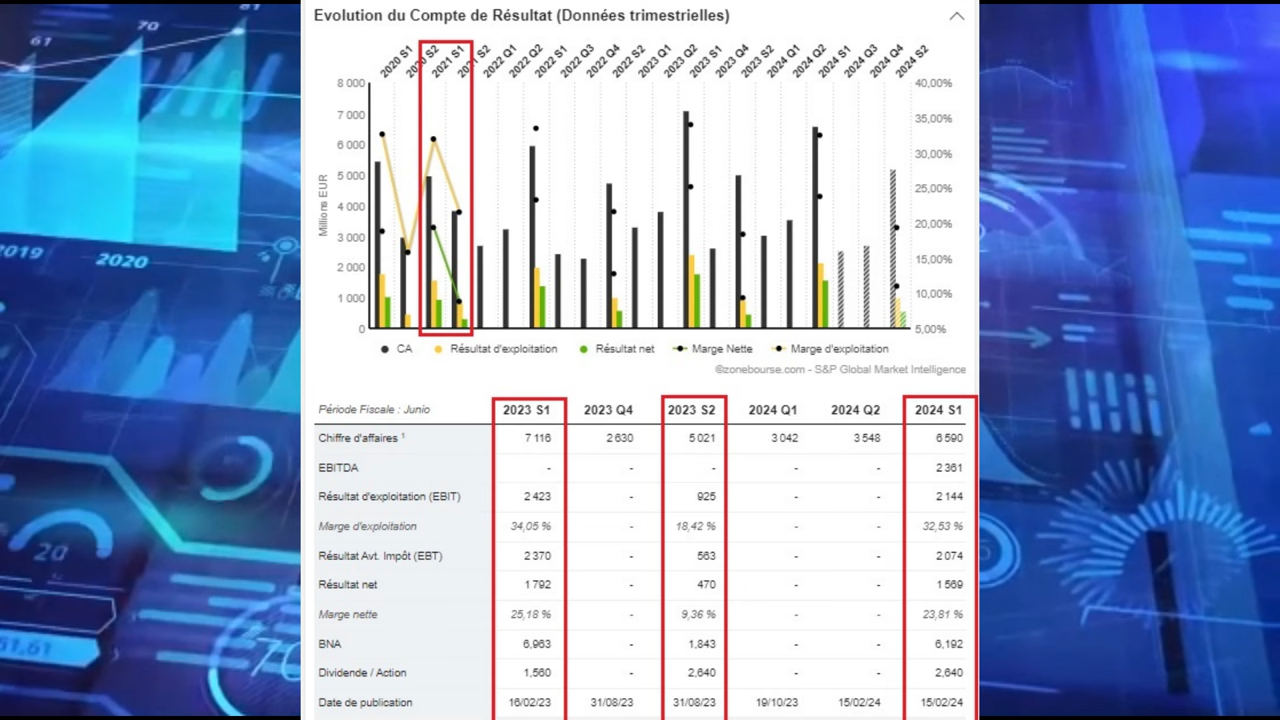 Evolution du Compte de Résultat (Données trimestrielles)
2020 S1 2020 S2 2021 S1 2021 S2 2022 Q1 2022 Q2 2022 S1 2022 Q3 2022 Q4 2022 S2 2023 Q1 2023 Q2 2023 S1 2023 Q4 2023 S2 2024 Q1 2024 Q2 2024 S1 2024 Q3 2024 Q4 2024 S2
8 000 40,00%
7 000 35,00%
6 000 30,00%
5 000 25,00%
4 000 20,00%
3 000 15,00%
2 000 10,00%
1 000 5,00%
0
Millions EUR
CA Résultat d'exploitation Résultat net Marge Nette Marge d'exploitation
©zonebourse.com - S&P Global Market Intelligence
Période Fiscale : Junio 2023 S1 2023 Q4 2023 S2 2024 Q1 2024 Q2 2024 S1
Chiffre d'affaires ¹ 7 116 2 630 5 021 3 042 3 548 6 590
EBITDA - - - - - 2 361
Résultat d'exploitation (EBIT) 2 423 - 925 - - 2 144
Marge d'exploitation 34,05 % - 18,42 % - - 32,53 %
Résultat Avt. Impôt (EBT) 2 370 - 563 - - 2 074
Résultat net 1 792 - 470 - - 1 569
Marge nette 25,18 % - 9,36 % - - 23,81 %
BNA 6,963 - 1,843 - - 6,192
Dividende / Action 1,560 - 2,640 - - 2,640
Date de publication 16/02/23 31/08/23 31/08/23 19/10/23 15/02/24 15/02/24
61
70
81
2019
2020
20
51,61